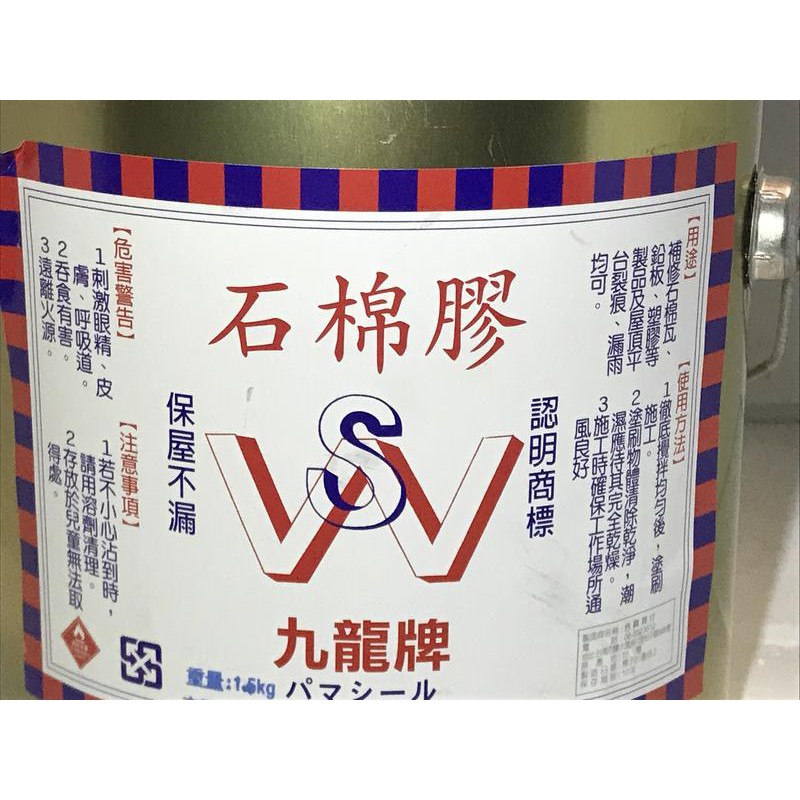 石棉膠
【用途】
補修石棉瓦、
鉛板、塑膠等
製品及屋頂平
台裂痕、漏雨
均可。
【使用方法】
1徹底攪拌均勻後，塗刷
施工。
2塗刷物體清除乾淨，潮
濕應待其完全乾燥。
3施工時確保工作場所通
風良好
【危害警告】
1刺激眼精、皮
膚、呼吸道。
2吞食有害。
3遠離火源。
【注意事項】
1若不小心沾到時，
請用溶劑清理。
2存放於兒童無法取
得處。
認明商標
保屋不漏
WS
九龍牌
パマシール
重量:1.5kg